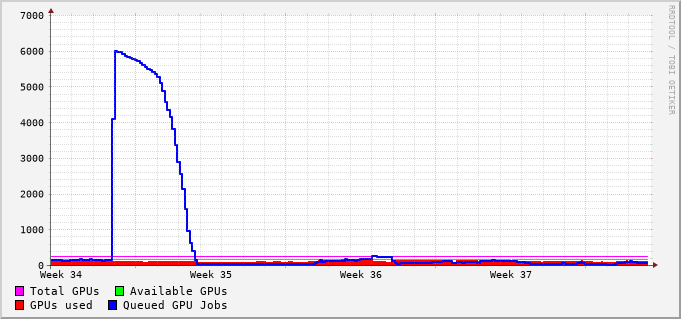 7000
6000
5000
4000
3000
2000
1000
0
Week 34 Week 35 Week 36 Week 37
Total GPUs Available GPUs
GPUs used Queued GPU Jobs
RRDTOOL / TOBI OETIKER